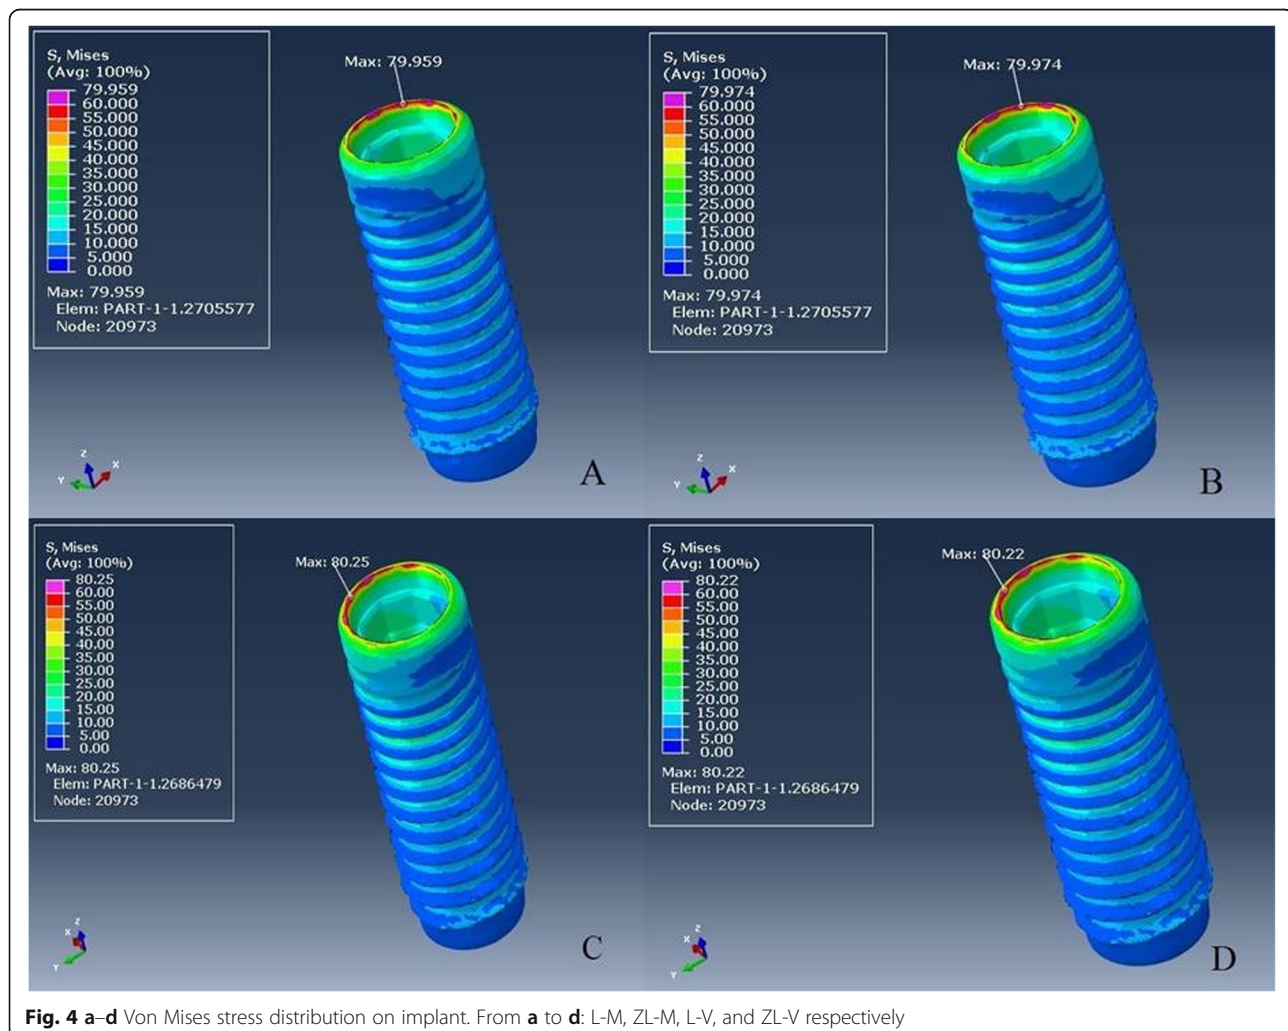 S, Mises
(Avg: 100%)
79.959
60.000
55.000
50.000
45.000
40.000
35.000
30.000
25.000
20.000
15.000
10.000
5.000
0.000
Max: 79.959
Elem: PART-1-1.2705577
Node: 20973
Max: 79.959
Z
X
Y
A
S, Mises
(Avg: 100%)
79.974
60.000
55.000
50.000
45.000
40.000
35.000
30.000
25.000
20.000
15.000
10.000
5.000
0.000
Max: 79.974
Elem: PART-1-1.2705577
Node: 20973
Max: 79.974
Z
X
Y
B
S, Mises
(Avg: 100%)
80.25
60.00
55.00
50.00
45.00
40.00
35.00
30.00
25.00
20.00
15.00
10.00
5.00
0.00
Max: 80.25
Elem: PART-1-1.2686479
Node: 20973
Max: 80.25
Z
X
Y
C
S, Mises
(Avg: 100%)
80.22
60.00
55.00
50.00
45.00
40.00
35.00
30.00
25.00
20.00
15.00
10.00
5.00
0.00
Max: 80.22
Elem: PART-1-1.2686479
Node: 20973
Max: 80.22
Z
X
Y
D
Fig. 4 a–d Von Mises stress distribution on implant. From a to d: L-M, ZL-M, L-V, and ZL-V respectively